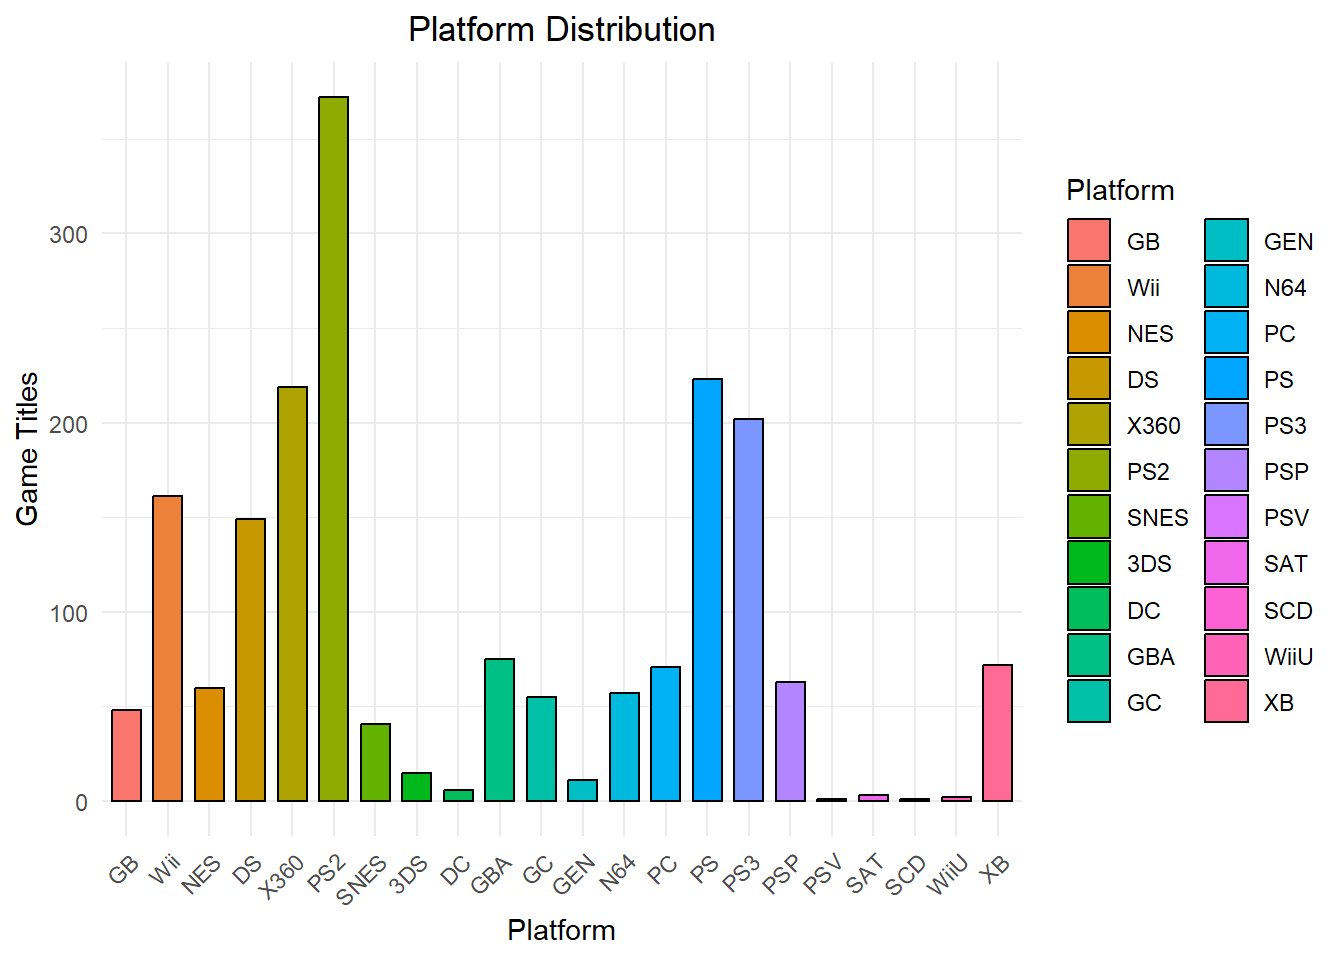 Platform Distribution
Game Titles
300
200
100
0
GB
Wii
NES
DS
X360
PS2
SNES
3DS
DC
GBA
GC
GEN
N64
PC
PS
PS3
PSP
PSV
SAT
SCD
WiiU
XB
Platform
Platform
GB
Wii
NES
DS
X360
PS2
SNES
3DS
DC
GBA
GC
GEN
N64
PC
PS
PS3
PSP
PSV
SAT
SCD
WiiU
XB